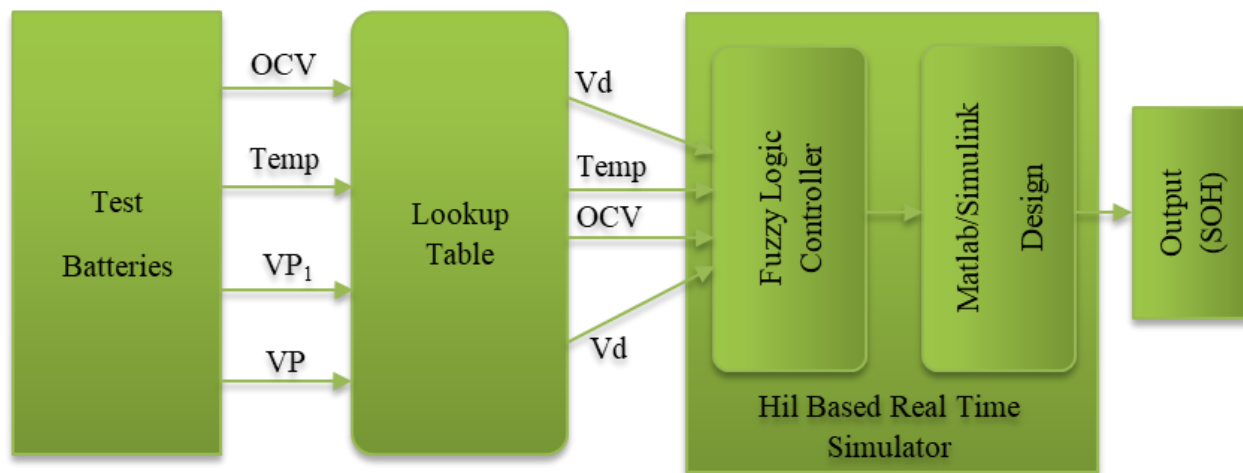 Test
Batteries
OCV
Temp
VP₁
VP
Lookup
Table
Vd
Temp
OCV
Vd
Fuzzy Logic
Controller
Matlab/Simulink
Design
Hil Based Real Time
Simulator
Output
(SOH)